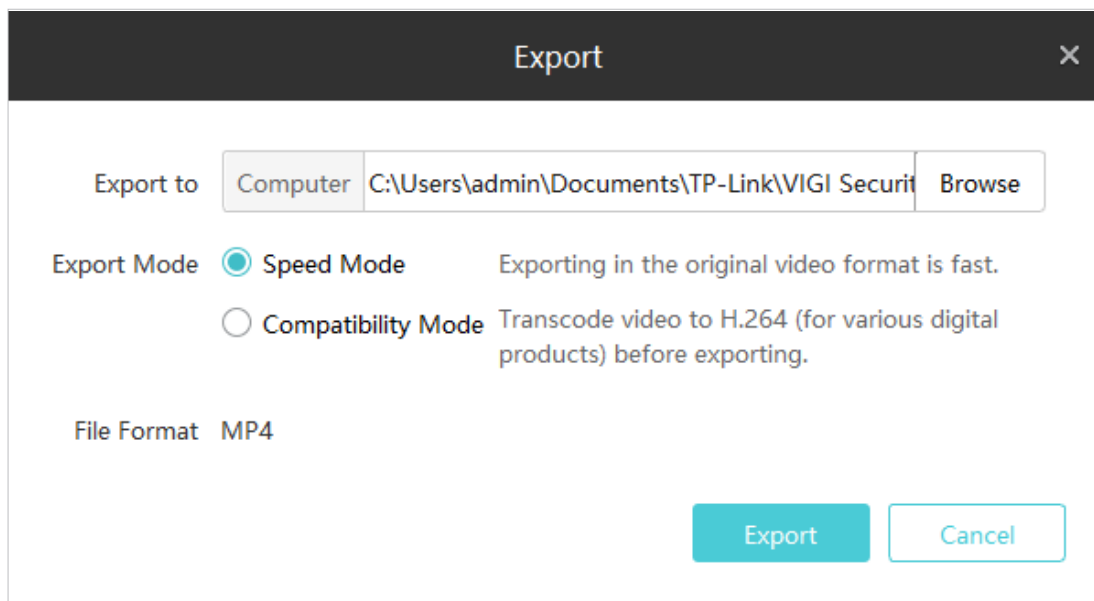 Export
Export to Computer C:\Users\admin\Documents\TP-Link\VIGI Securit Browse
Export Mode Speed Mode Exporting in the original video format is fast.
Compatibility Mode Transcode video to H.264 (for various digital
products) before exporting.
File Format MP4
Export Cancel